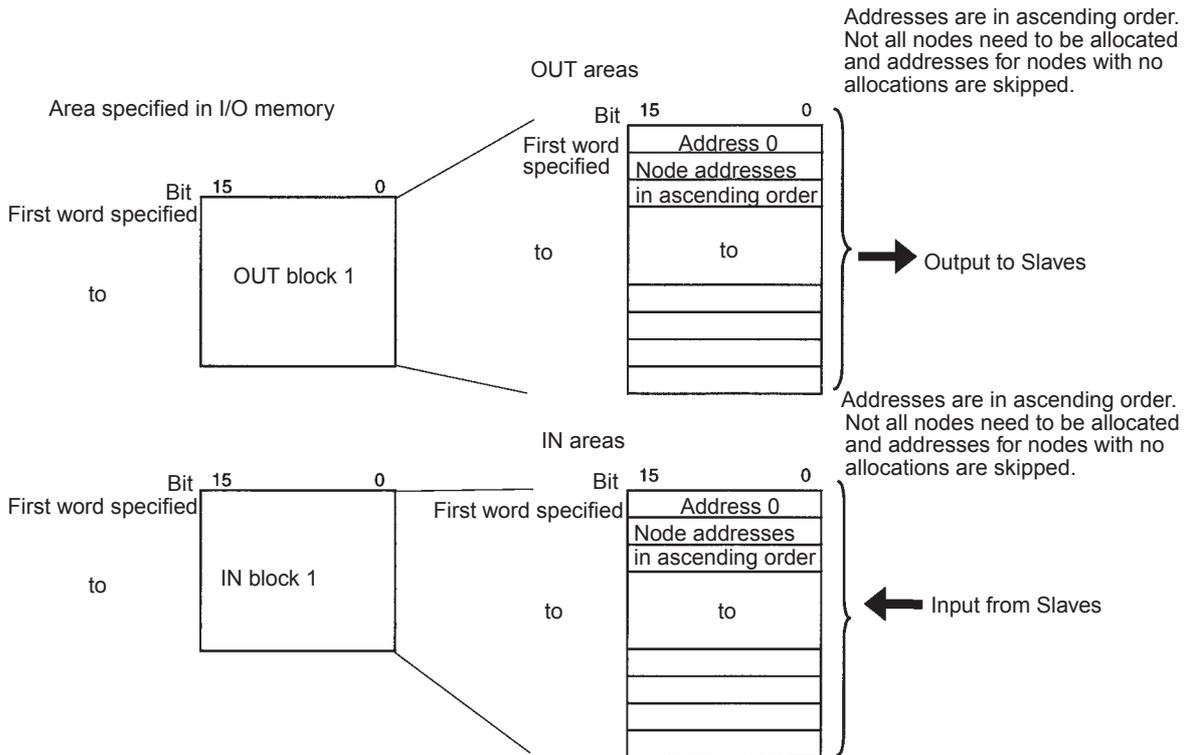 Addresses are in ascending order.
Not all nodes need to be allocated
and addresses for nodes with no
allocations are skipped.
OUT areas
Area specified in I/O memory
Bit 15 0
First word specified
to
OUT block 1
Bit 15 0
First word
specified
Address 0
Node addresses
in ascending order
to
to
Output to Slaves
Addresses are in ascending order.
Not all nodes need to be allocated
and addresses for nodes with no
allocations are skipped.
IN areas
Bit 15 0
First word specified
to
IN block 1
Bit 15 0
First word specified
Address 0
Node addresses
in ascending order
to
to
Input from Slaves